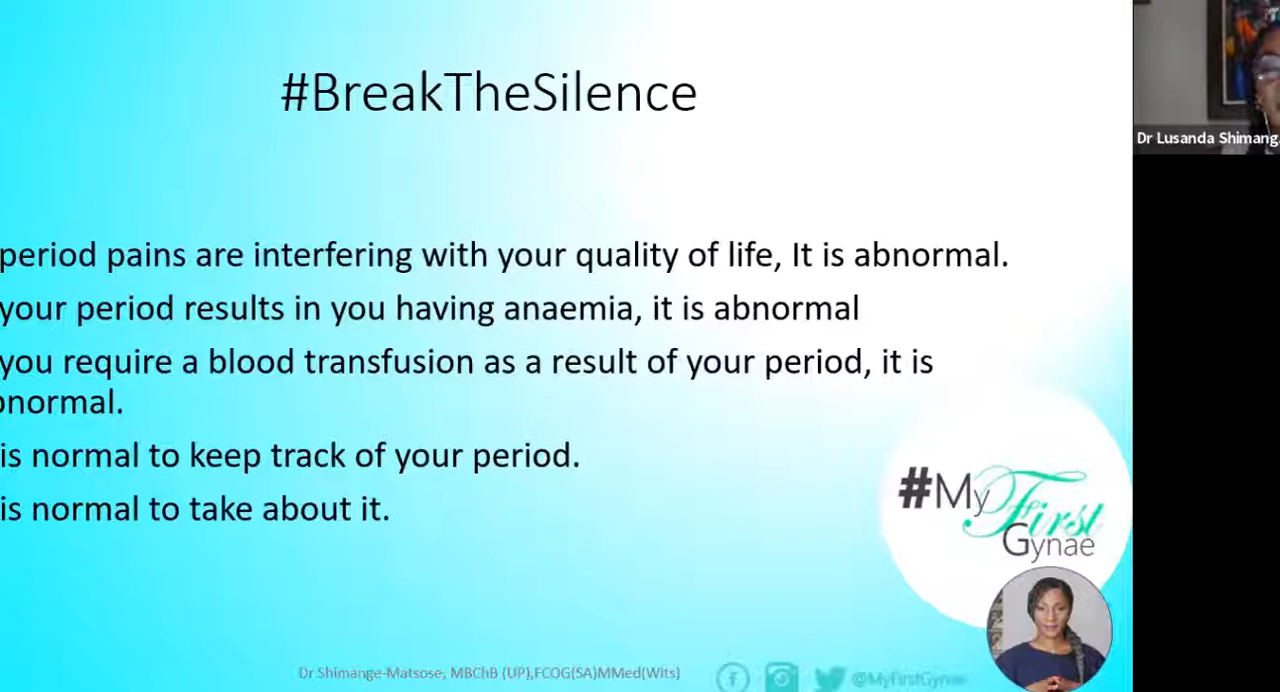 #BreakTheSilence
Dr Lusanda Shimang
period pains are interfering with your quality of life, It is abnormal.
your period results in you having anaemia, it is abnormal
you require a blood transfusion as a result of your period, it is
bnormal.
is normal to keep track of your period.
is normal to take about it.
#My First
Gynae
Dr Shimange-Matsose, MBChB (UP),FCOG(SA)MMed(Wits)
@MyFirstGynae